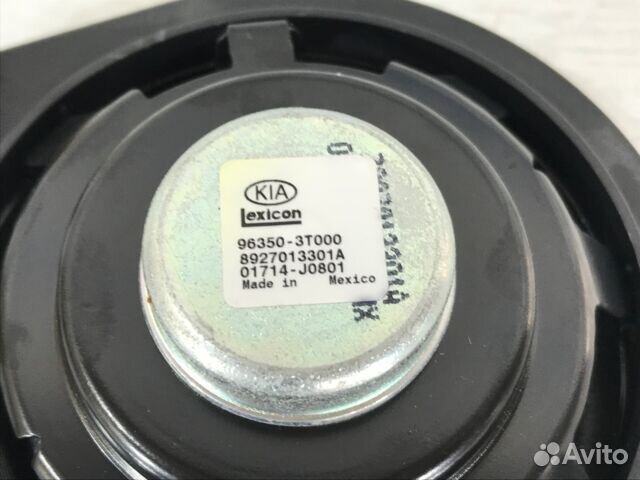 KIA
Lexicon
96350-3T000
8927013301A
01714-J0801
Made in Mexico
Avito